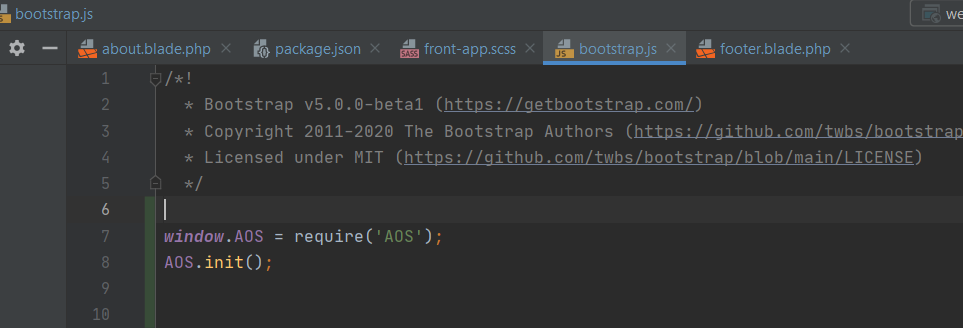 bootstrap.js
we
about.blade.php
package.json
front-app.scss
bootstrap.js
footer.blade.php
1 /*!
2 * Bootstrap v5.0.0-beta1 (https://getbootstrap.com/)
3 * Copyright 2011-2020 The Bootstrap Authors (https://github.com/twbs/bootstrap
4 * Licensed under MIT (https://github.com/twbs/bootstrap/blob/main/LICENSE)
5 */
6
7 window.AOS = require('AOS');
8 AOS.init();
9
10